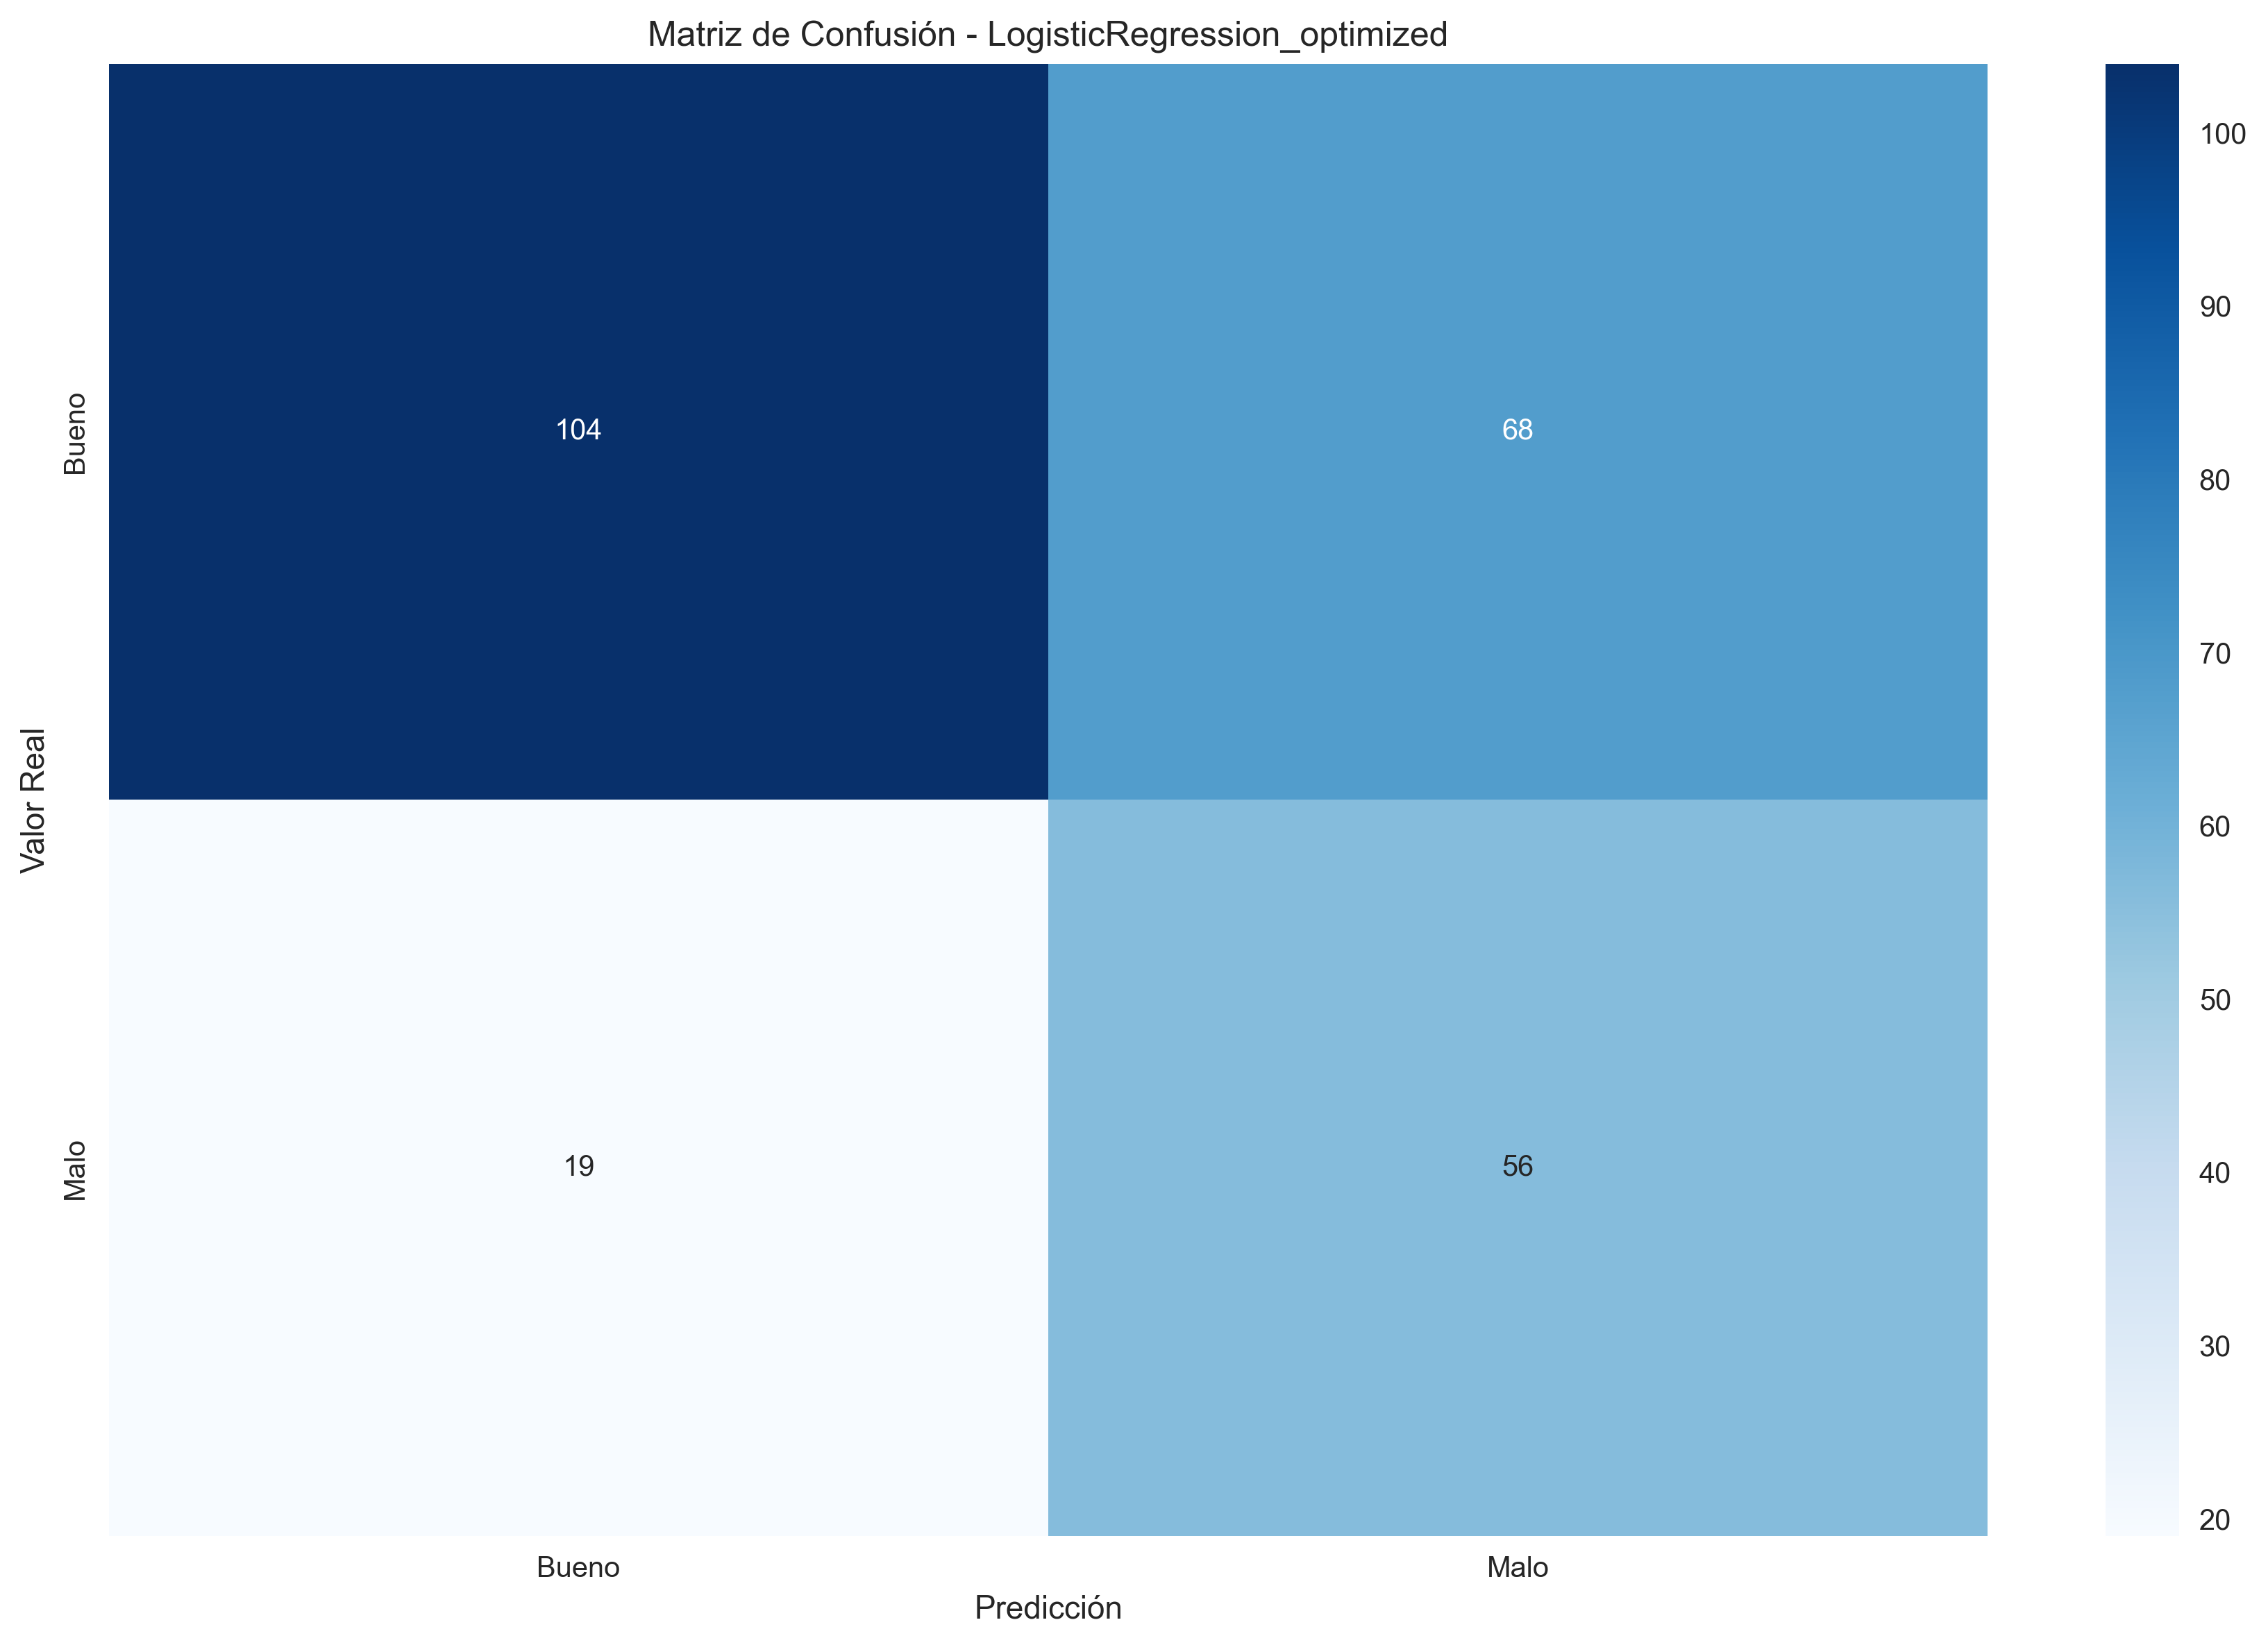 Matriz de Confusión - LogisticRegression_optimized
Valor Real
Bueno
104
68
Malo
19
56
Bueno
Malo
Predicción
100
90
80
70
60
50
40
30
20